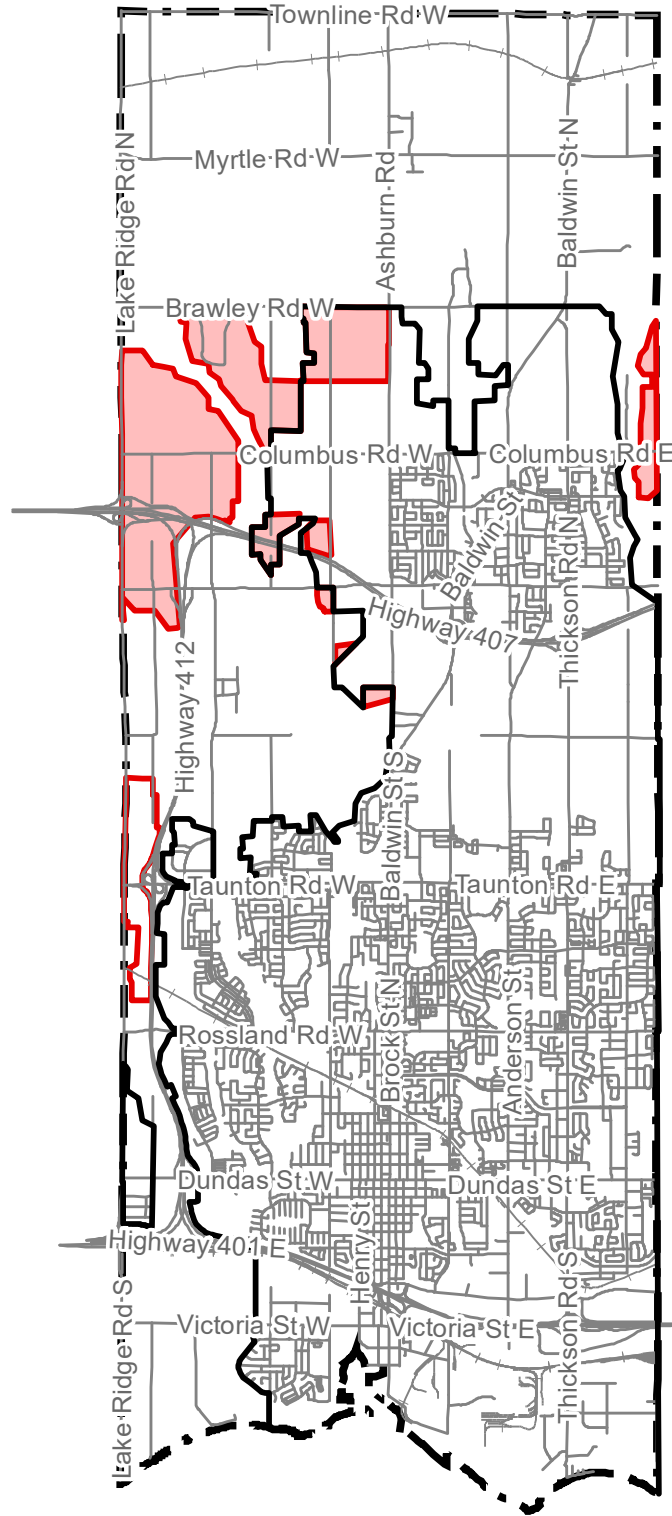 Townline Rd W
Lake Ridge Rd N
Myrtle Rd W
Ashburn Rd
Baldwin St N
Brawley Rd W
Columbus Rd W
Columbus Rd E
Baldwin St
Thickson Rd N
Highway 407
Highway 412
Baldwin St S
Taunton Rd W
Taunton Rd E
Brock St N
Anderson St
Rossland Rd W
Dundas St W
Dundas St E
Highway 401 E
Henry St
Lake Ridge Rd S
Victoria St W
Victoria St E
Thickson Rd S